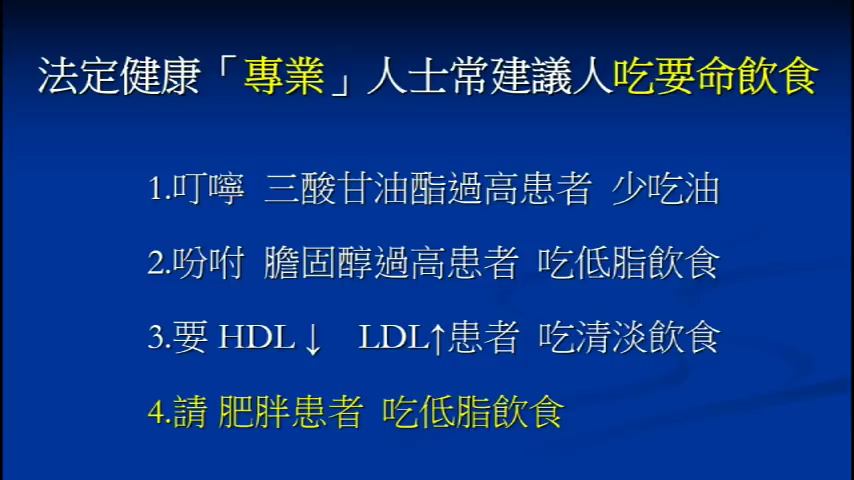 法定健康「專業」人士常建議人吃要命飲食
1.叮嚀 三酸甘油酯過高患者 少吃油
2.吩咐 膽固醇過高患者 吃低脂飲食
3.要 HDL↓ LDL↑患者 吃清淡飲食
4.請 肥胖患者 吃低脂飲食